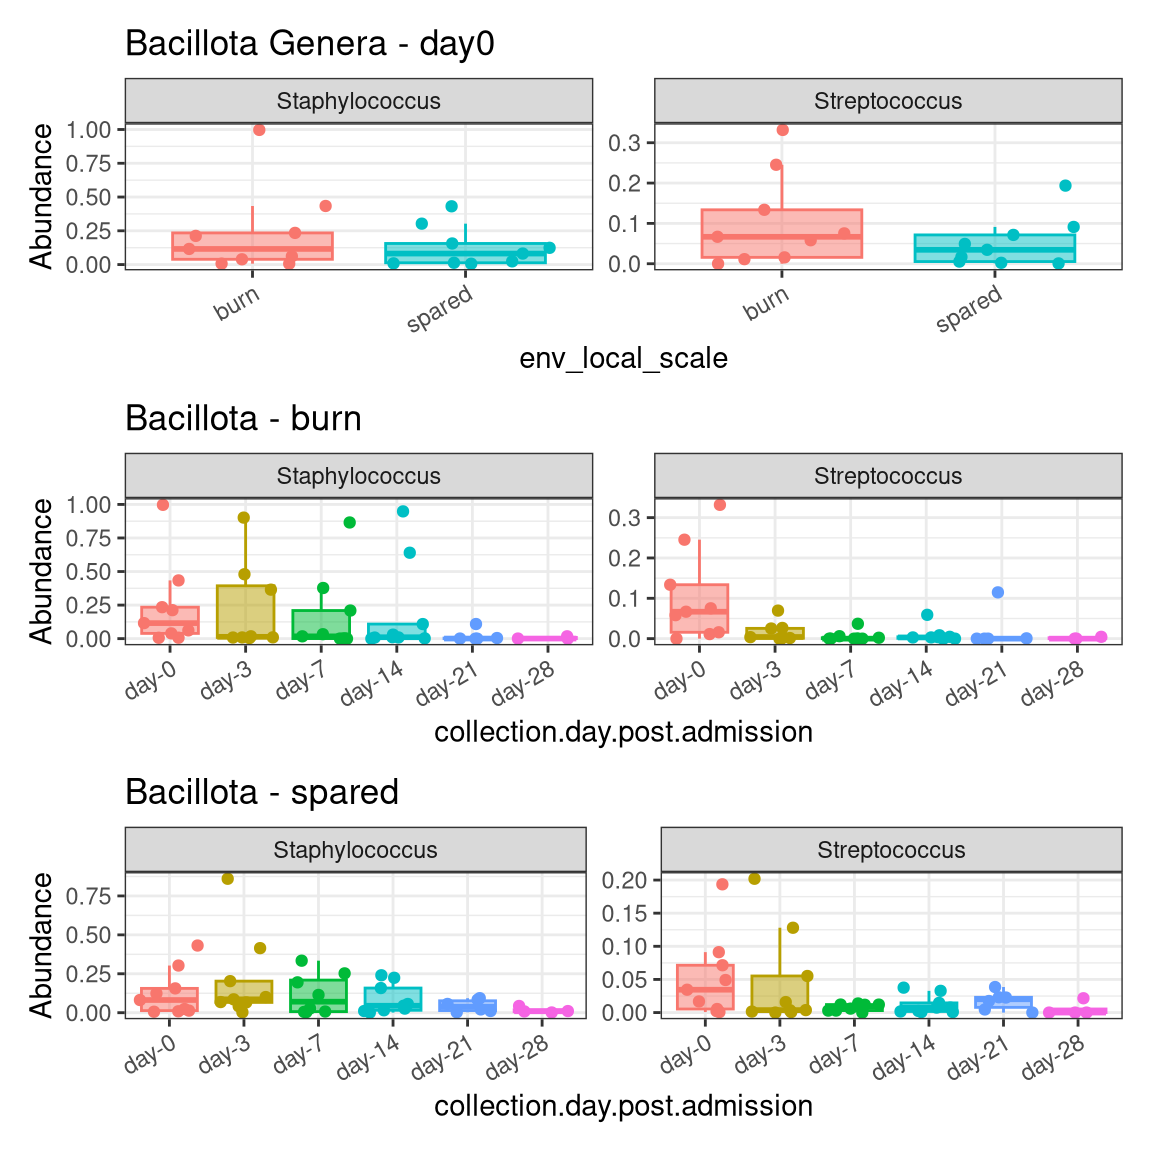 Bacillota Genera - day0
Staphylococcus
Streptococcus
Abundance
1.00
0.75
0.50
0.25
0.00
0.3
0.2
0.1
0.0
burn
spared
burn
spared
env_local_scale
Bacillota - burn
Staphylococcus
Streptococcus
Abundance
1.00
0.75
0.50
0.25
0.00
0.3
0.2
0.1
0.0
day-0
day-3
day-7
day-14
day-21
day-28
day-0
day-3
day-7
day-14
day-21
day-28
collection.day.post.admission
Bacillota - spared
Staphylococcus
Streptococcus
Abundance
0.75
0.50
0.25
0.00
0.20
0.15
0.10
0.05
0.00
day-0
day-3
day-7
day-14
day-21
day-28
day-0
day-3
day-7
day-14
day-21
day-28
collection.day.post.admission